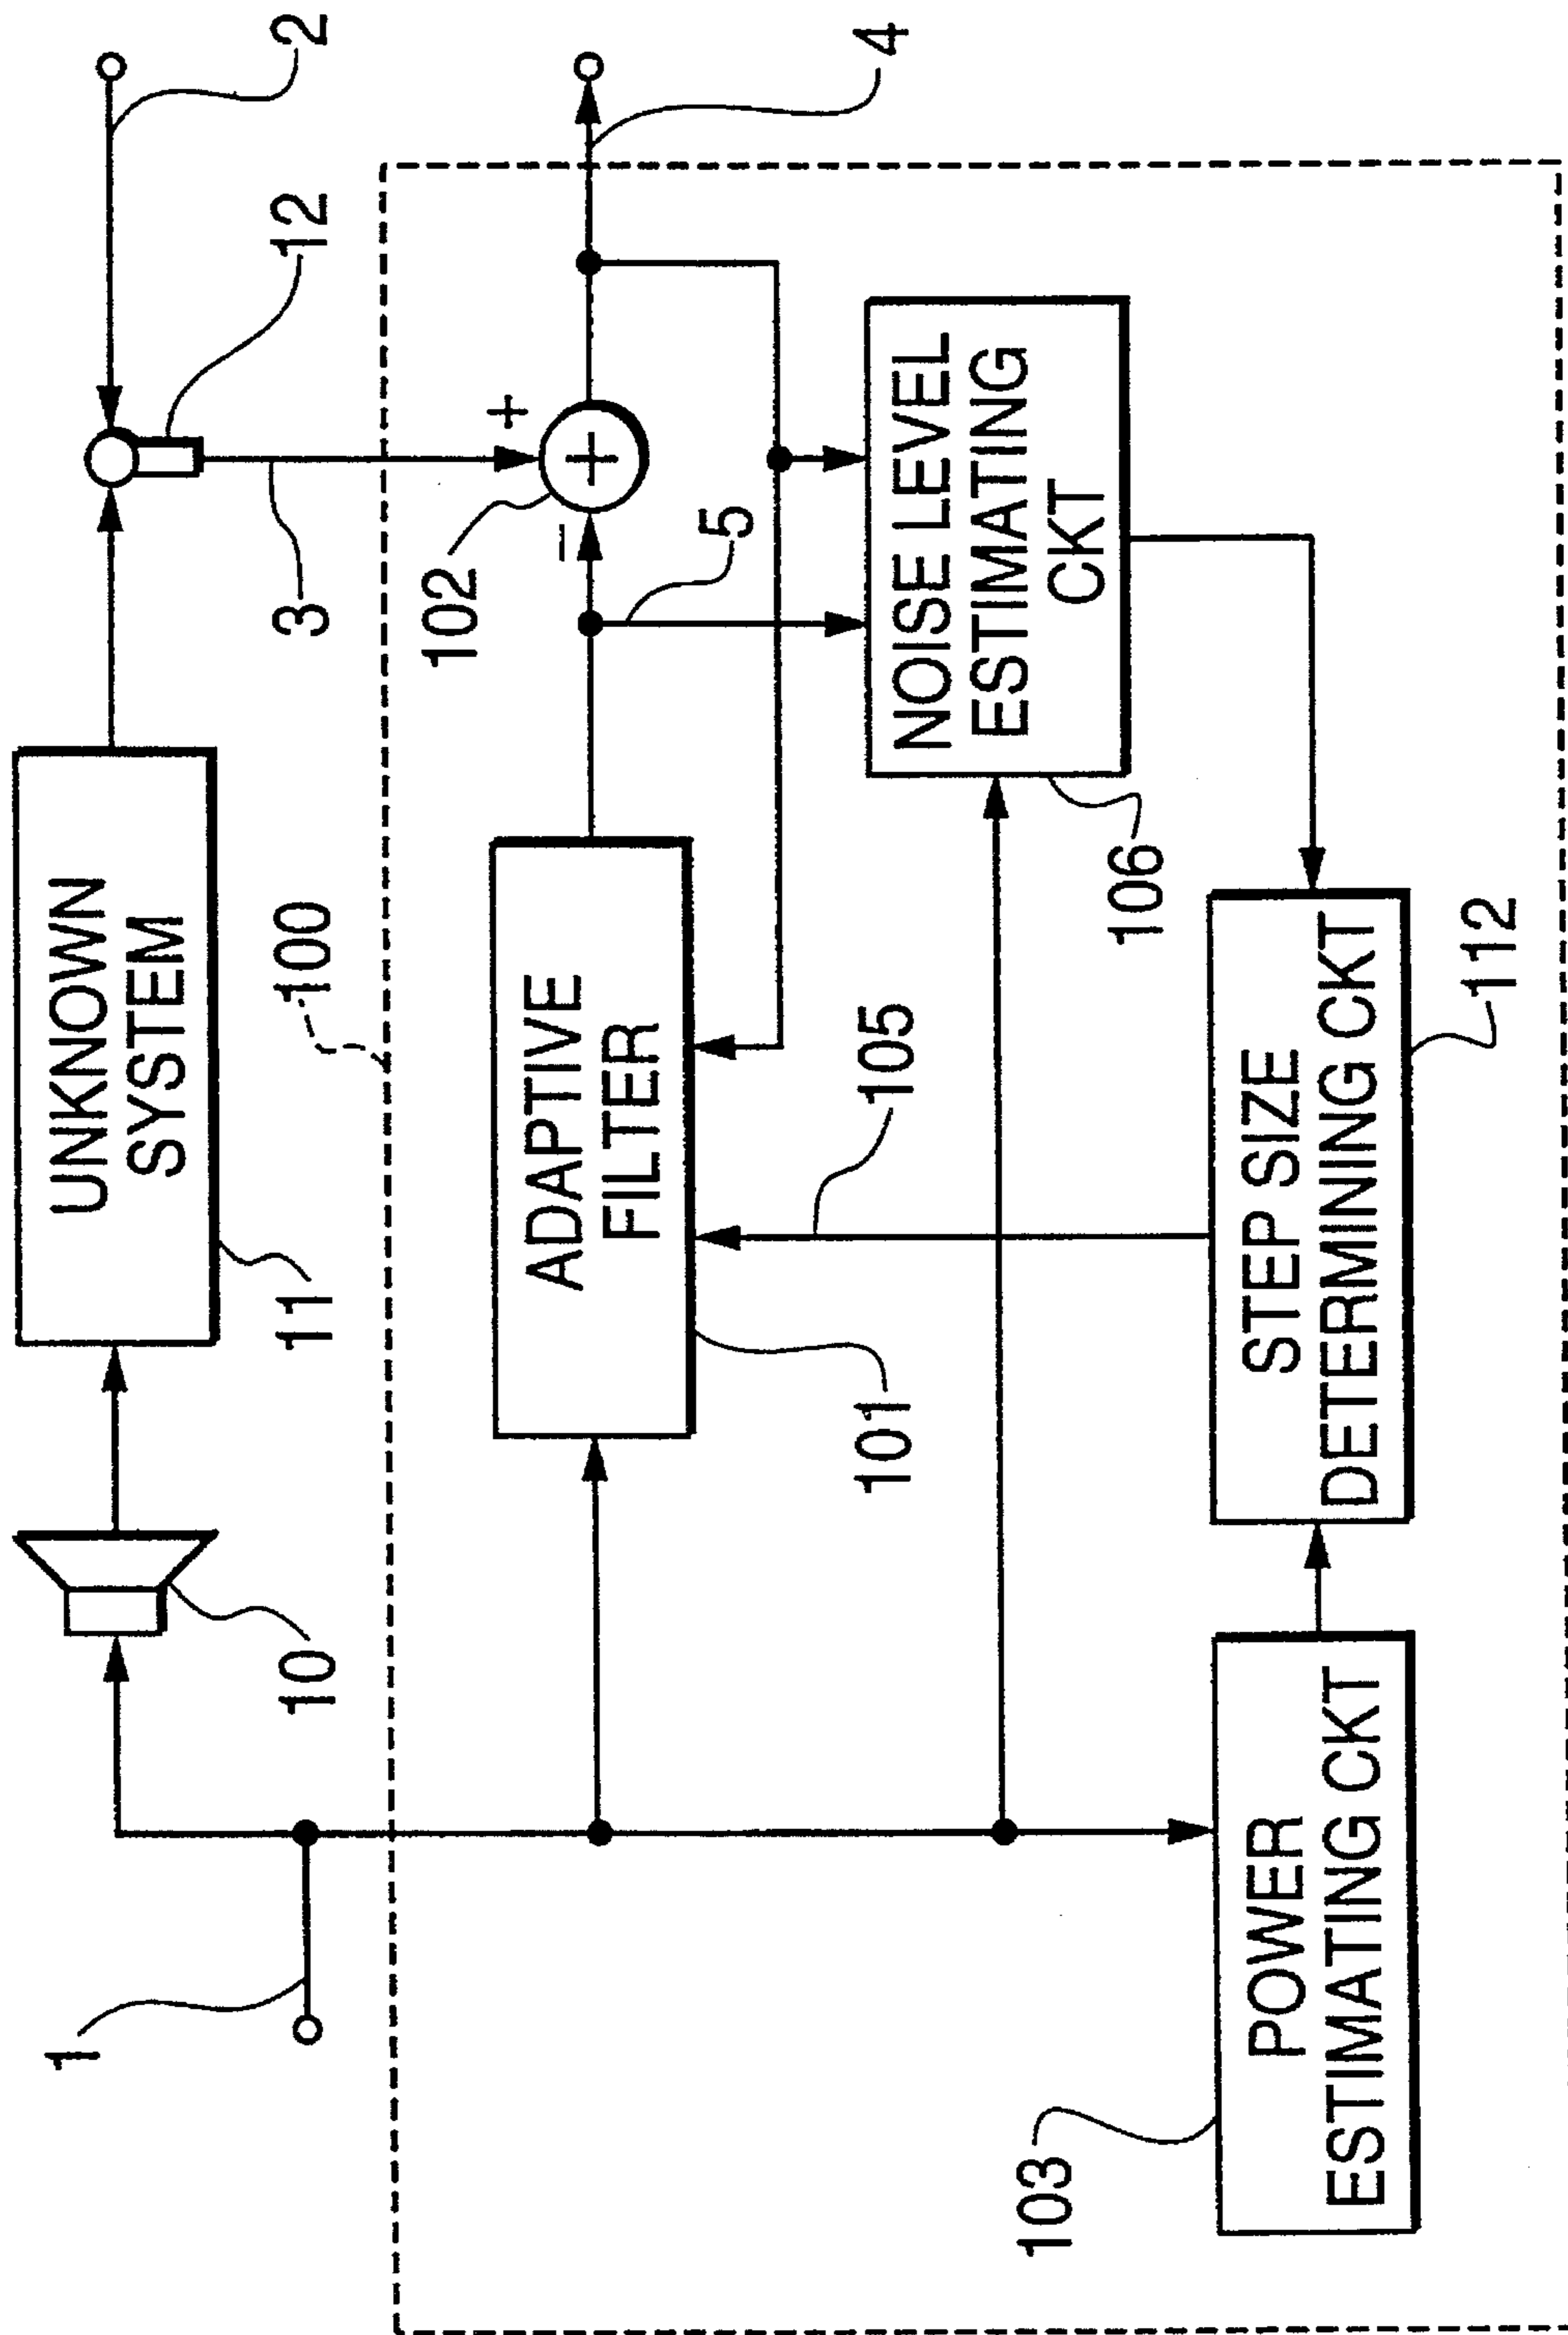 1
10
UNKNOWN
SYSTEM
11
12
2
3
100
ADAPTIVE
FILTER
101
102
+
−
+
5
4
105
NOISE LEVEL
ESTIMATING
CKT
106
103
POWER
ESTIMATING CKT
STEP SIZE
DETERMINING CKT
112